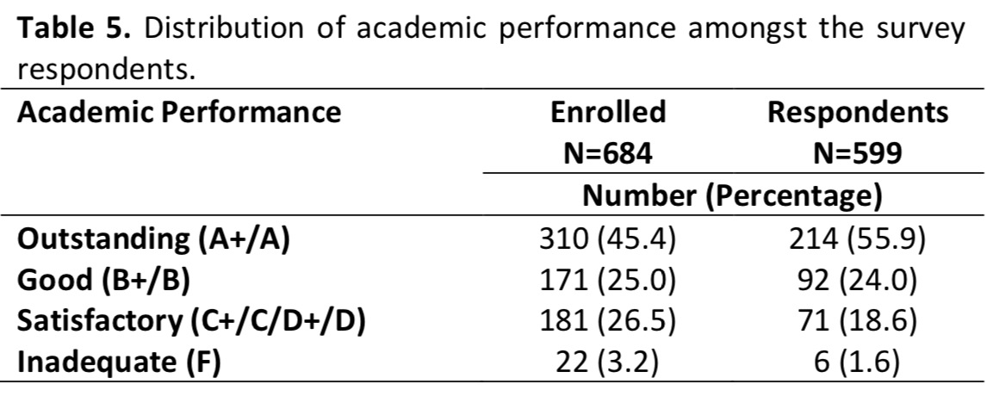 Table 5. Distribution of academic performance amongst the survey
respondents.
Academic Performance Enrolled Respondents
N=684 N=599
Number (Percentage)
Outstanding (A+/A) 310 (45.4) 214 (55.9)
Good (B+/B) 171 (25.0) 92 (24.0)
Satisfactory (C+/C/D+/D) 181 (26.5) 71 (18.6)
Inadequate (F) 22 (3.2) 6 (1.6)